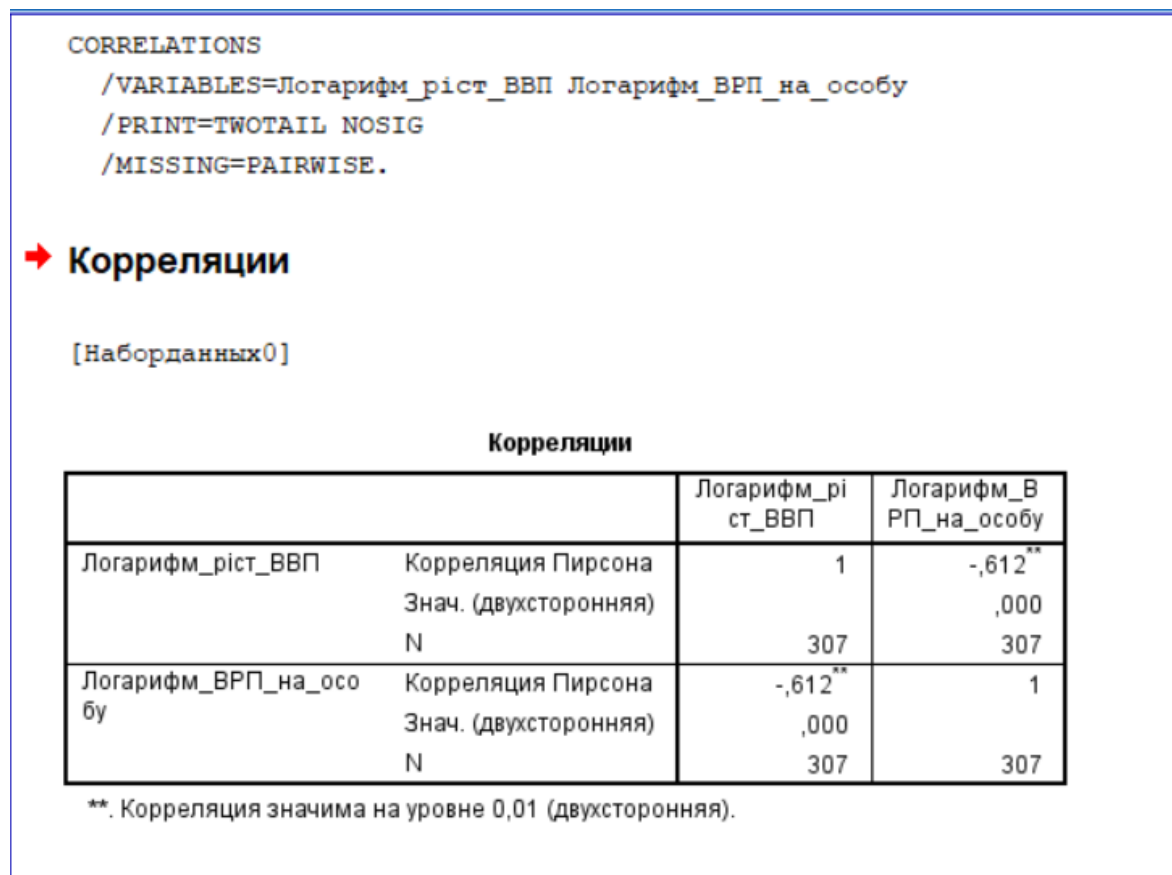 CORRELATIONS
/VARIABLES=Логарифм_ріст_ВВП Логарифм_ВРП_на_особу
/PRINT=TWOTAIL NOSIG
/MISSING=PAIRWISE.
Корреляции
[Наборданных0]
Корреляции
Логарифм_рі
ст_ВВП
Логарифм_В
РП_на_особу
Логарифм_ріст_ВВП Корреляция Пирсона 1 -,612**
Знач. (двухсторонняя) ,000
N 307 307
Логарифм_ВРП_на_осо
бу
Корреляция Пирсона -,612** 1
Знач. (двухсторонняя) ,000
N 307 307
**. Корреляция значима на уровне 0,01 (двухсторонняя).